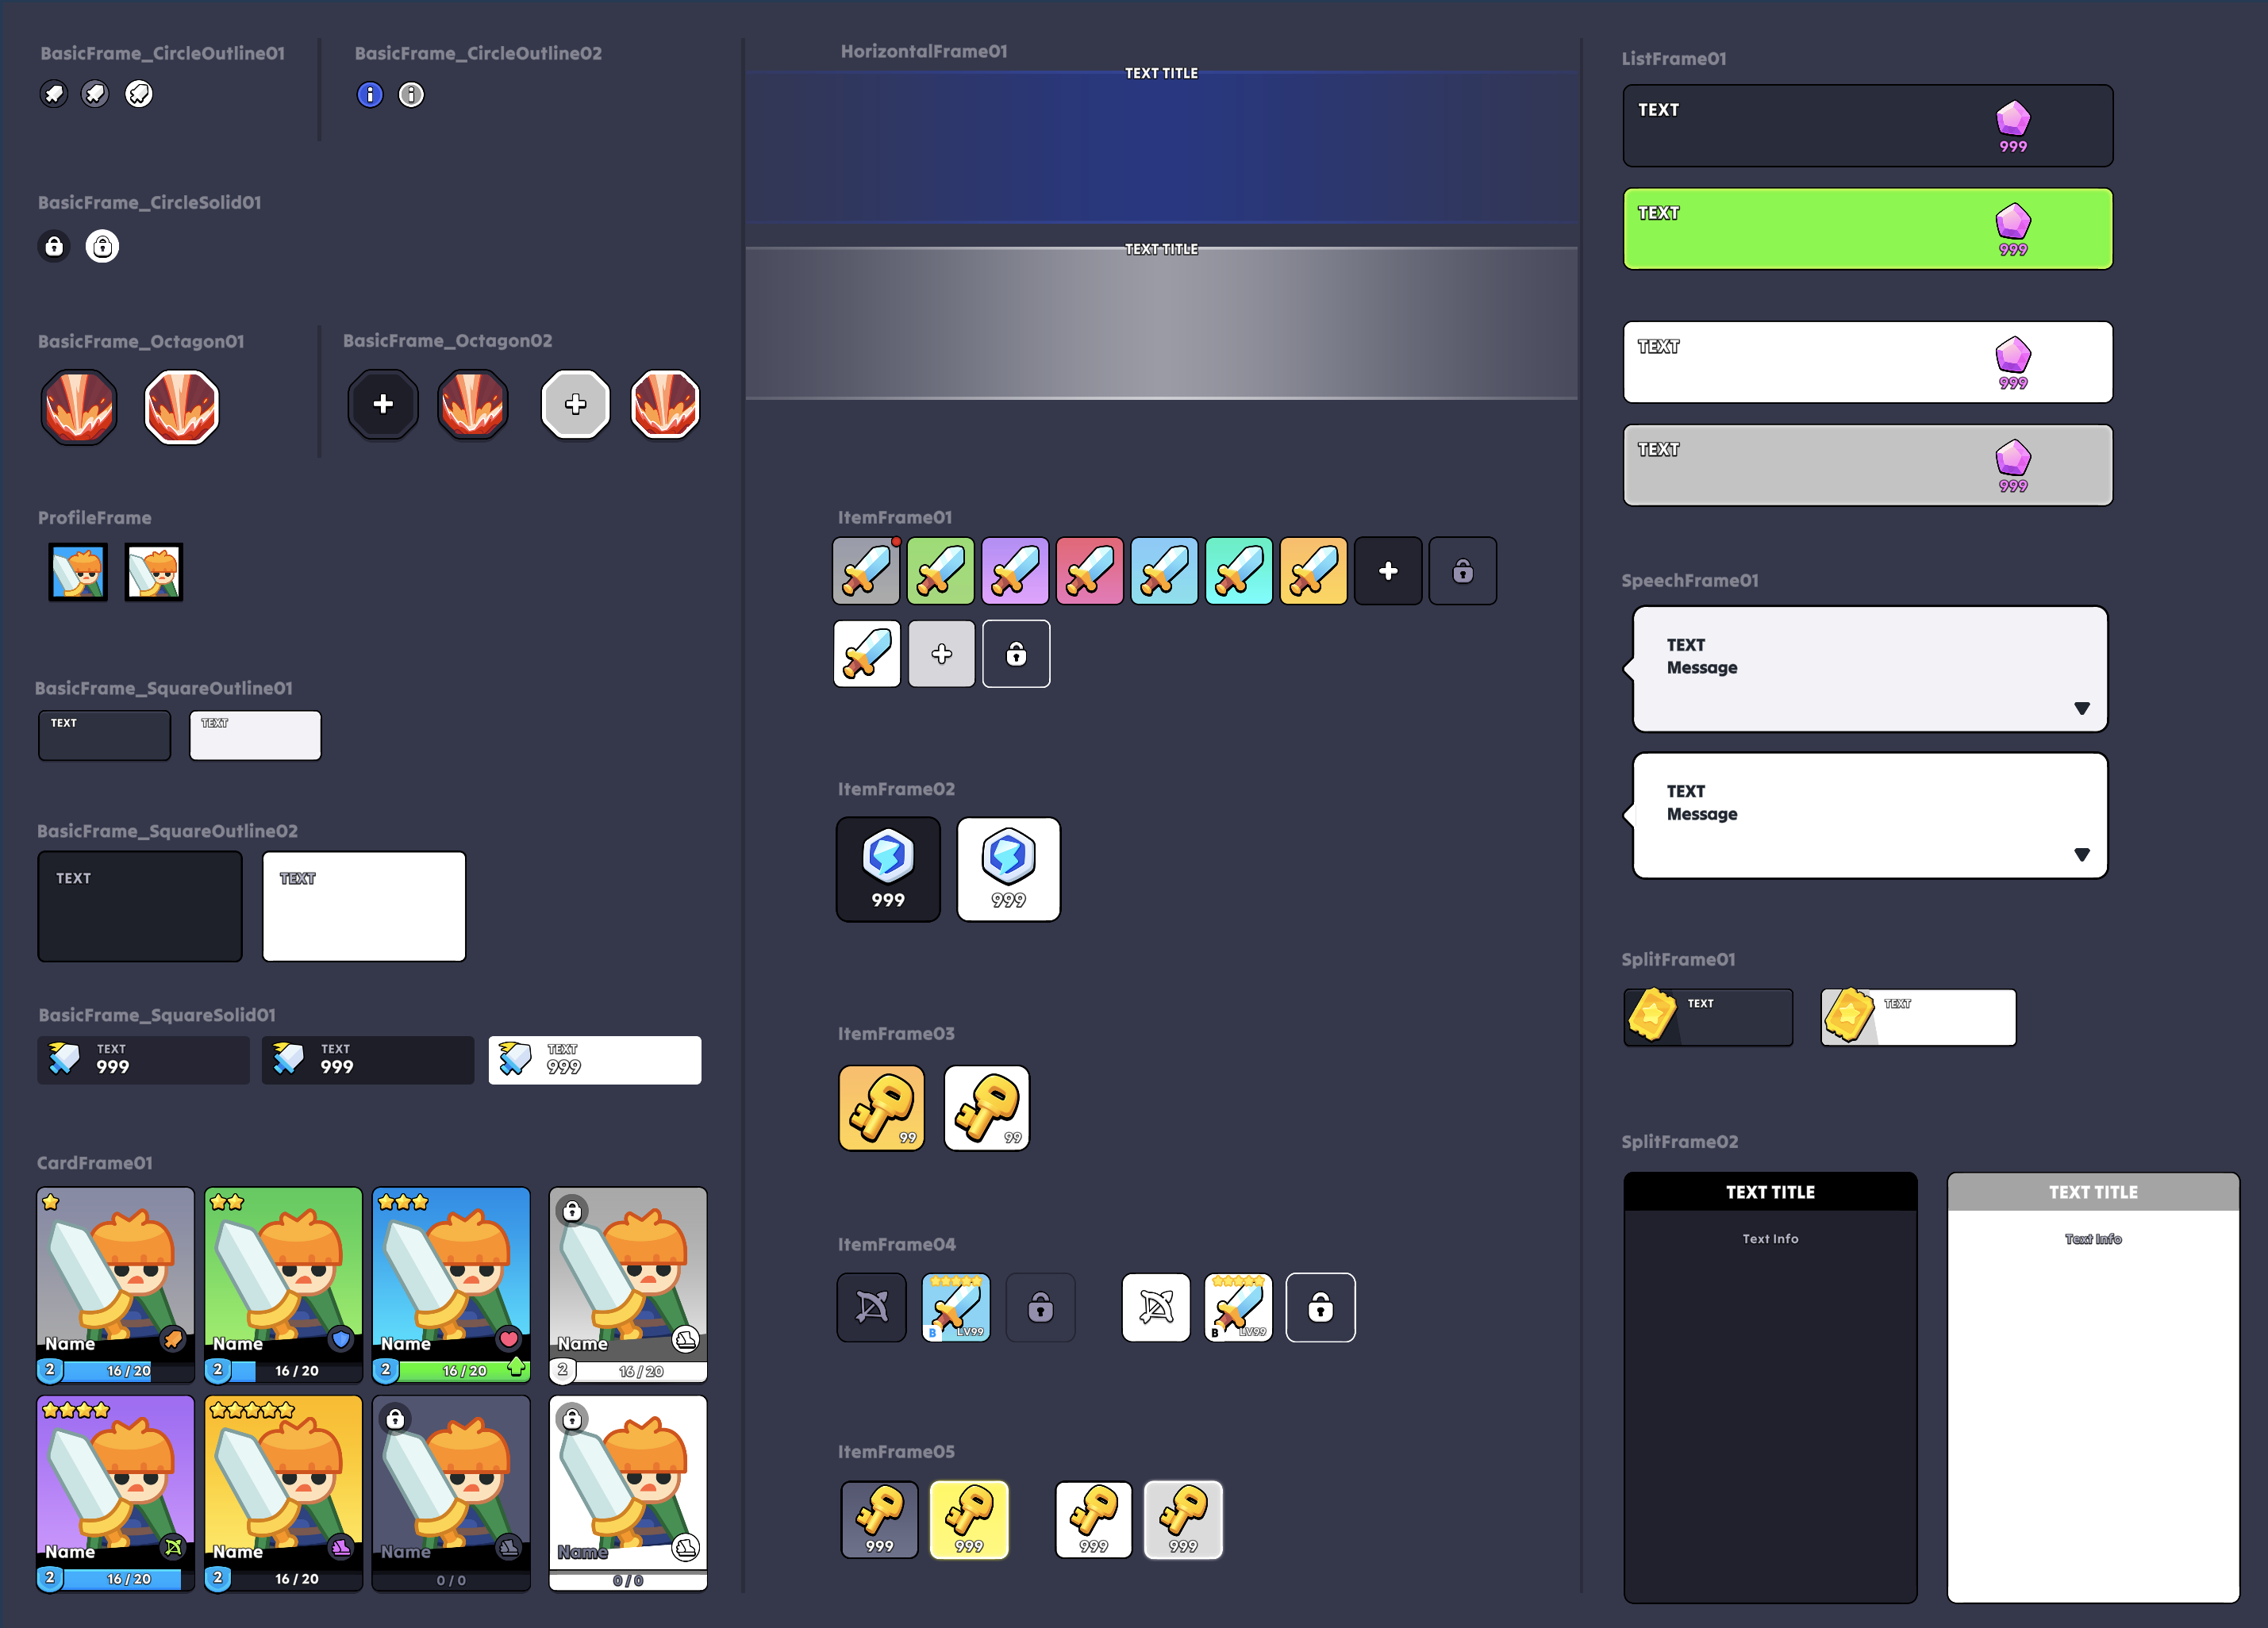 BasicFrame_CircleOutline01
BasicFrame_CircleOutline02
BasicFrame_CircleSolid01
BasicFrame_Octagon01
BasicFrame_Octagon02
ProfileFrame
BasicFrame_SquareOutline01
TEXT
TEXT
BasicFrame_SquareOutline02
TEXT
TEXT
BasicFrame_SquareSolid01
TEXT
999
TEXT
999
TEXT
999
CardFrame01
Name
2
16 / 20
Name
2
16 / 20
Name
2
16 / 20
Name
2
16 / 20
Name
2
16 / 20
Name
2
16 / 20
Name
0 / 0
Name
0 / 0
HorizontalFrame01
TEXT TITLE
TEXT TITLE
ItemFrame01
ItemFrame02
999
999
ItemFrame03
99
99
ItemFrame04
B
LV99
B
LV99
ItemFrame05
999
999
999
999
ListFrame01
TEXT
999
TEXT
999
TEXT
999
TEXT
999
SpeechFrame01
TEXT
Message
TEXT
Message
SplitFrame01
TEXT
TEXT
SplitFrame02
TEXT TITLE
Text Info
TEXT TITLE
Text Info